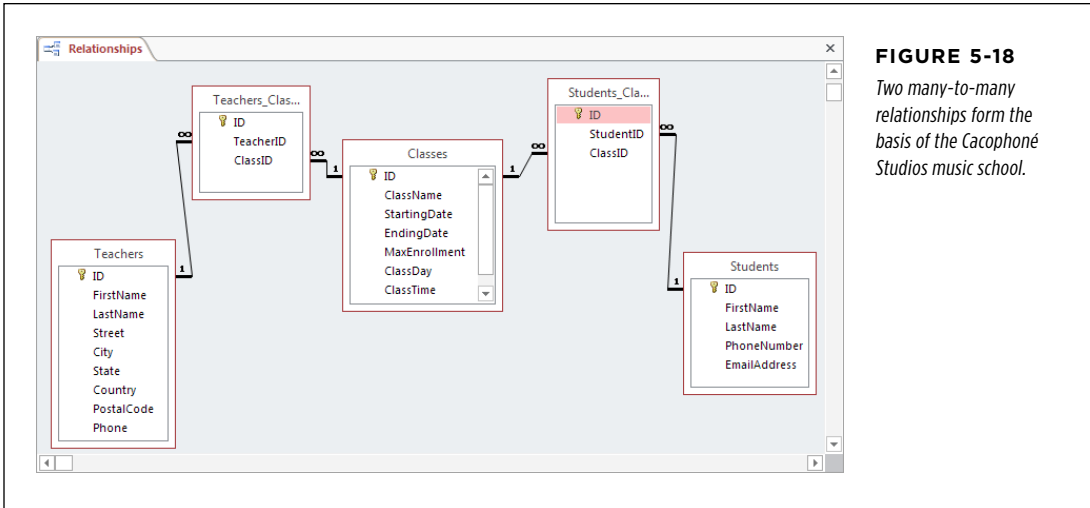 Relationships
Teachers_Clas...
ID
TeacherID
ClassID
Classes
ID
ClassName
StartingDate
EndingDate
MaxEnrollment
ClassDay
ClassTime
Students_Cla...
ID
StudentID
ClassID
Teachers
ID
FirstName
LastName
Street
City
State
Country
PostalCode
Phone
Students
ID
FirstName
LastName
PhoneNumber
EmailAddress
∞
∞
1
1
1
∞
∞
1
FIGURE 5-18
Two many-to-many
relationships form the
basis of the Cacophoné
Studios music school.